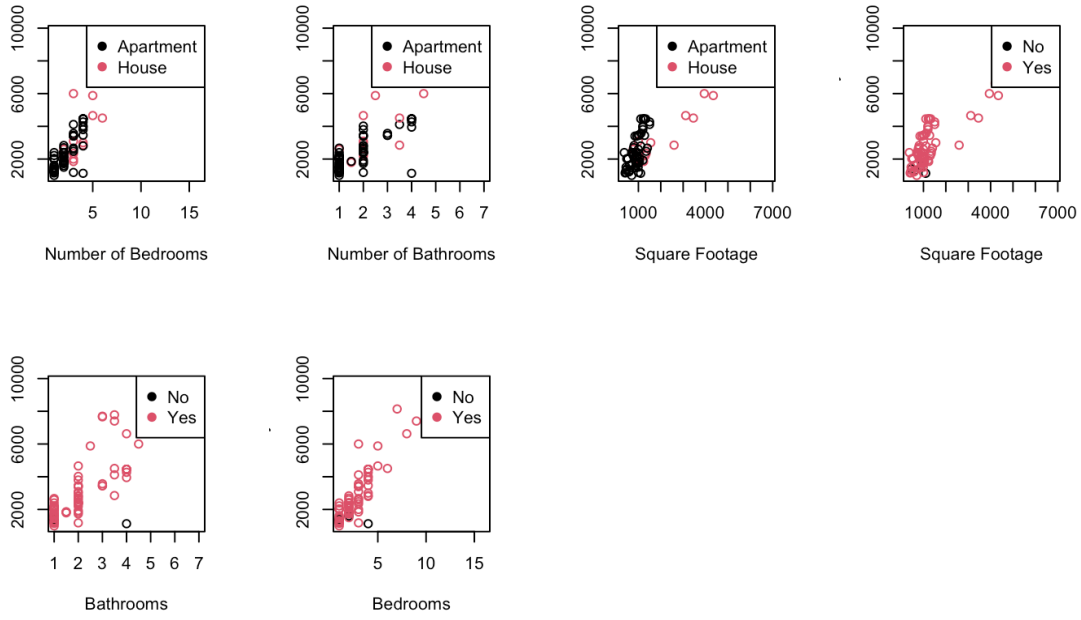 10000
6000
2000
Apartment
House
5 10 15
Number of Bedrooms
10000
6000
2000
Apartment
House
1 2 3 4 5 6 7
Number of Bathrooms
10000
6000
2000
Apartment
House
1000 4000 7000
Square Footage
10000
6000
2000
No
Yes
1000 4000 7000
Square Footage
10000
6000
2000
No
Yes
1 2 3 4 5 6 7
Bathrooms
10000
6000
2000
No
Yes
5 10 15
Bedrooms